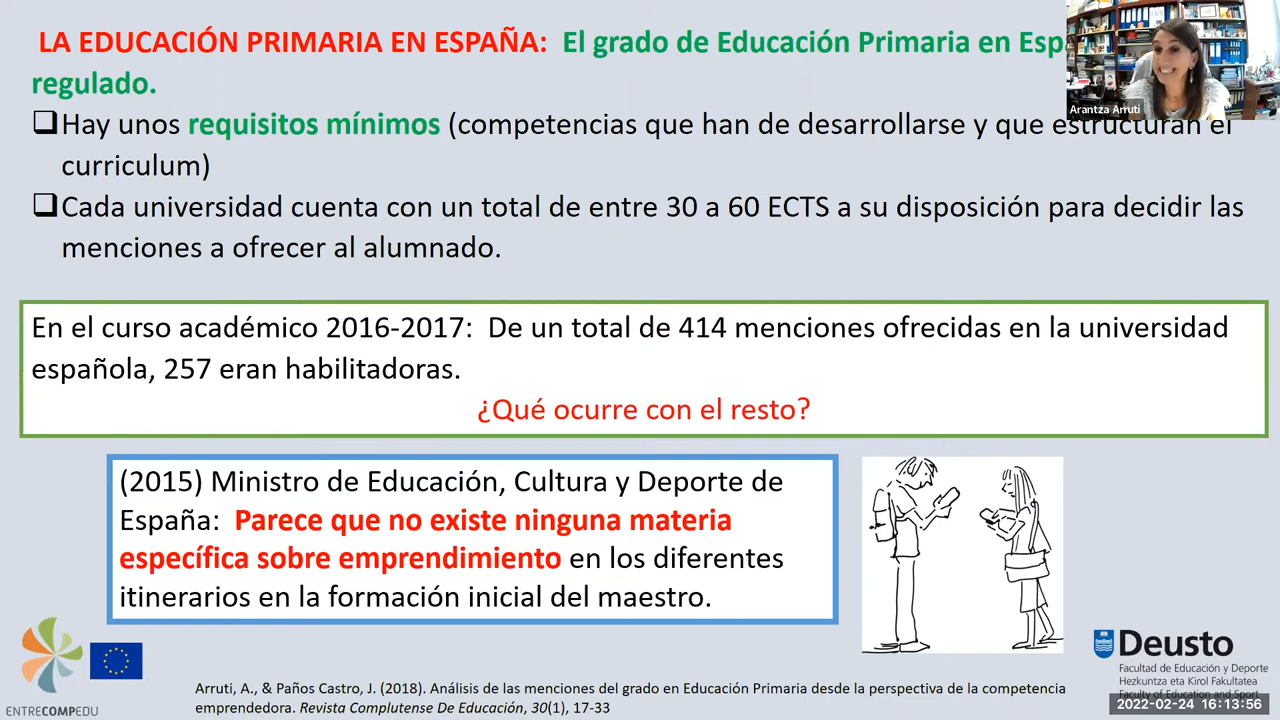 LA EDUCACIÓN PRIMARIA EN ESPAÑA: El grado de Educación Primaria en Esp
regulado.
Arantza Arruti
Hay unos requisitos mínimos (competencias que han de desarrollarse y que estructuran el
curriculum)
Cada universidad cuenta con un total de entre 30 a 60 ECTS a su disposición para decidir las
menciones a ofrecer al alumnado.
En el curso académico 2016-2017: De un total de 414 menciones ofrecidas en la universidad
española, 257 eran habilitadoras.
¿Qué ocurre con el resto?
(2015) Ministro de Educación, Cultura y Deporte de
España: Parece que no existe ninguna materia
específica sobre emprendimiento en los diferentes
itinerarios en la formación inicial del maestro.
ENTRECOMPEDU
Arruti, A., & Paños Castro, J. (2018). Análisis de las menciones del grado en Educación Primaria desde la perspectiva de la competencia
emprendedora. Revista Complutense De Educación, 30(1), 17-33
Deusto
Facultad de Educación y Deporte
Hezkuntza eta Kirol Fakultatea
Faculty of Education and Sport
2022-02-24 16:13:56